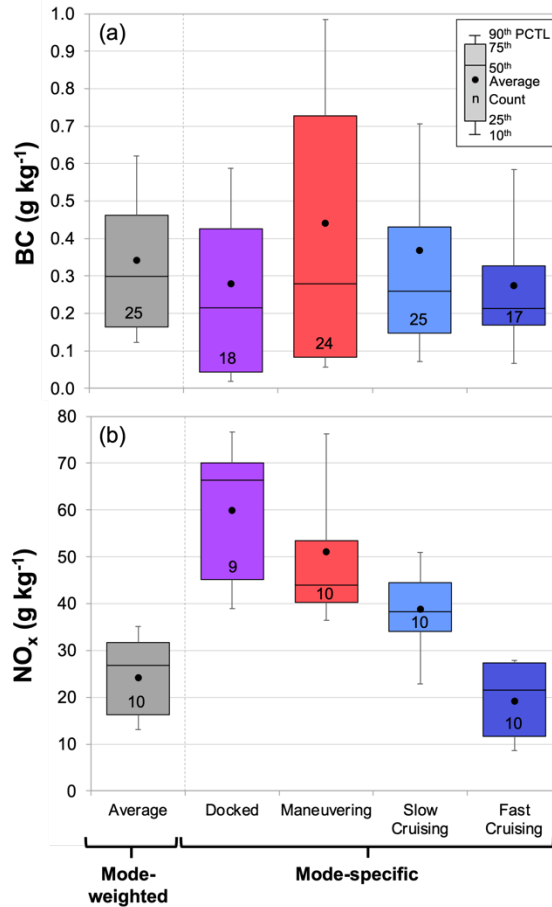 (a)
90th PCTL
75th
50th
Average
n Count
25th
10th
BC (g kg-1)
1.0
0.9
0.8
0.7
0.6
0.5
0.4
0.3
0.2
0.1
0.0
25
18
24
25
17
(b)
NOx (g kg-1)
80
70
60
50
40
30
20
10
0
10
9
10
10
10
Average
Docked
Maneuvering
Slow
Cruising
Fast
Cruising
Mode-
weighted
Mode-specific